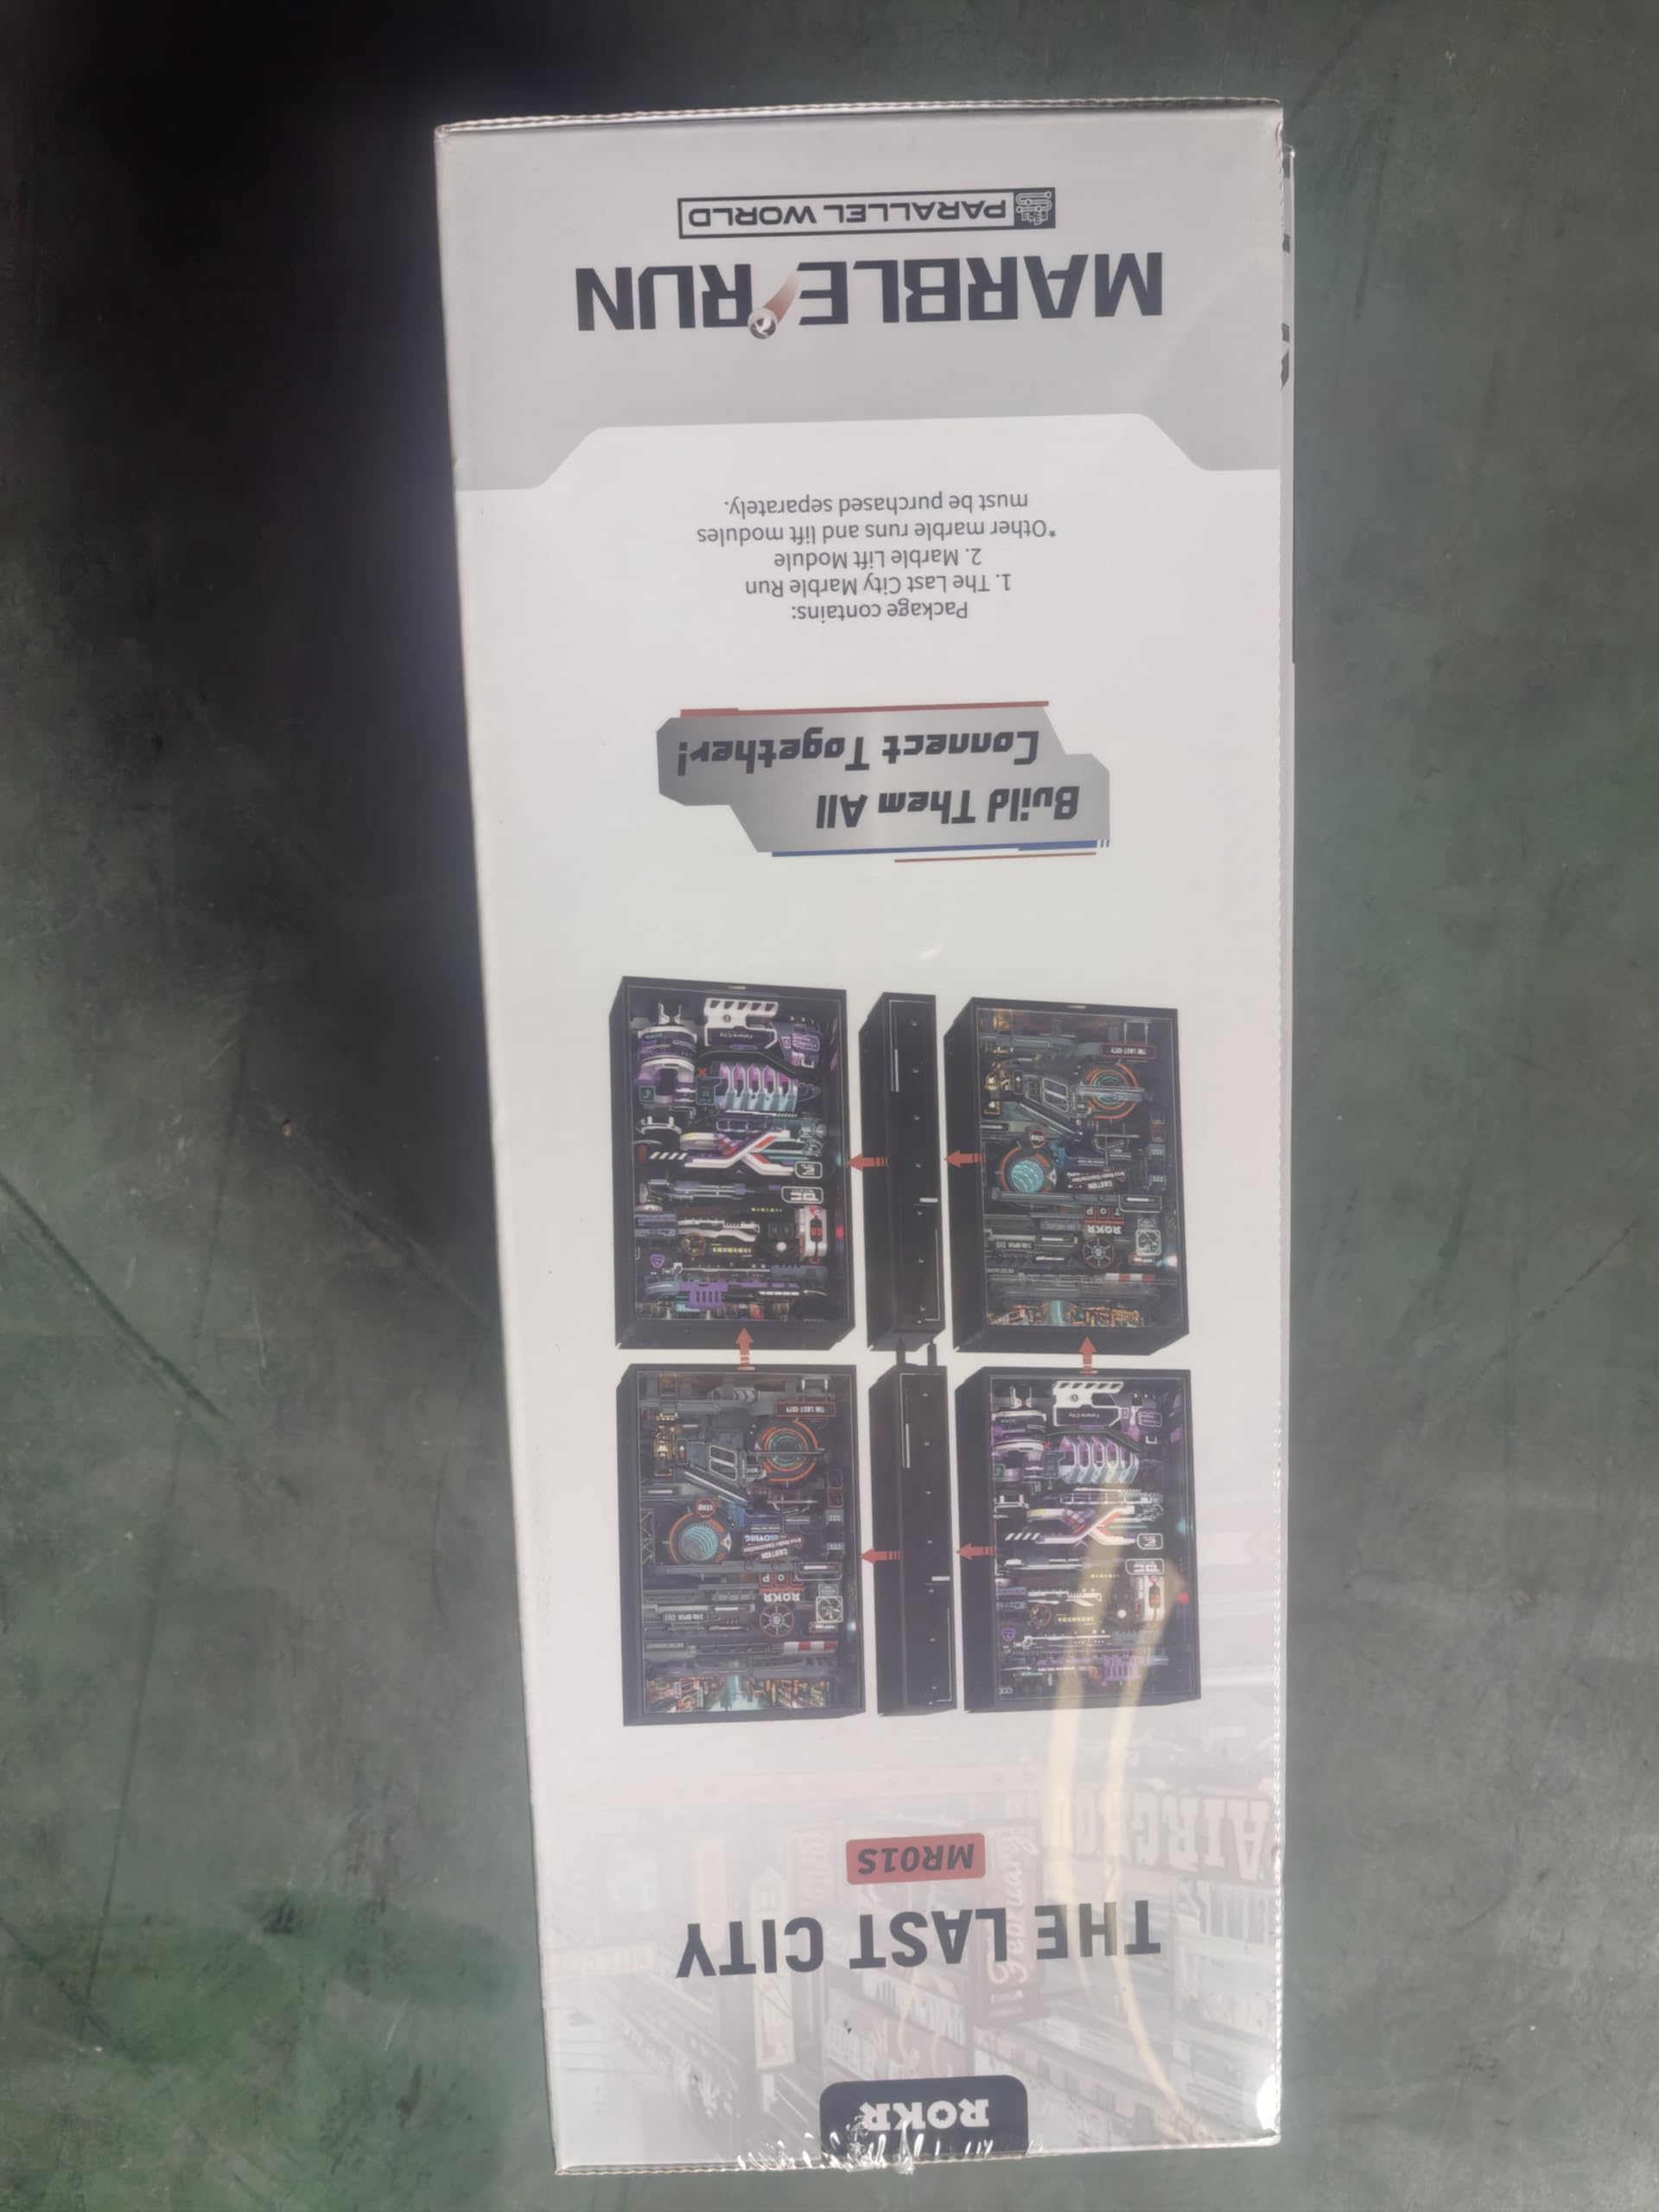 ROKR
THE LAST CITY
MR01S
Build Them All
Connect Together!
Package contains:
1. The Last City Marble Run
2. Marble Lift Module
*Other marble runs and lift modules
must be purchased separately.
MARBLE RUN
PARALLEL WORLD